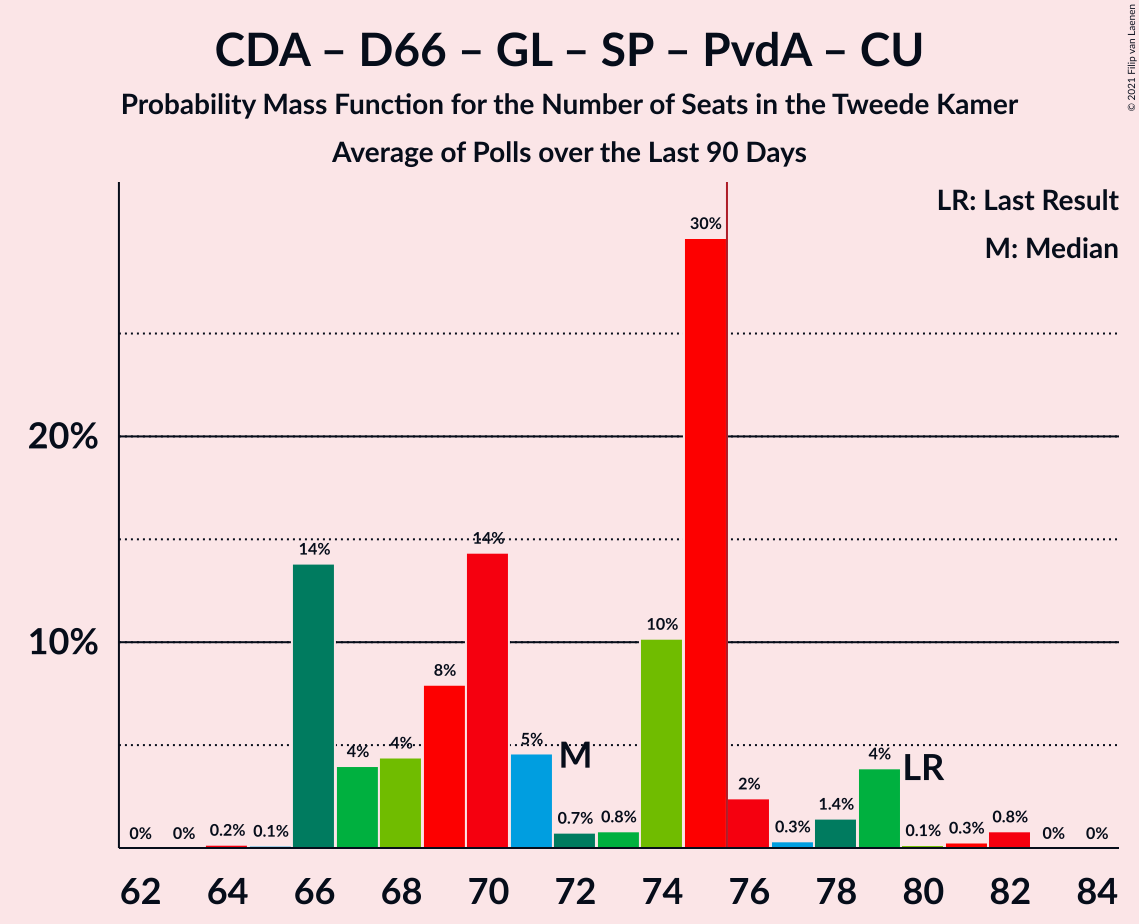 CDA – D66 – GL – SP – PvdA – CU
Probability Mass Function for the Number of Seats in the Tweede Kamer
Average of Polls over the Last 90 Days
© 2021 Filip van Laenen
LR: Last Result
M: Median
20%
10%
0%
0%
0.2%
0.1%
14%
4%
4%
8%
14%
5%
M
0.7%
0.8%
10%
30%
2%
0.3%
1.4%
4%
LR
0.1%
0.3%
0.8%
0%
0%
62 64 66 68 70 72 74 76 78 80 82 84